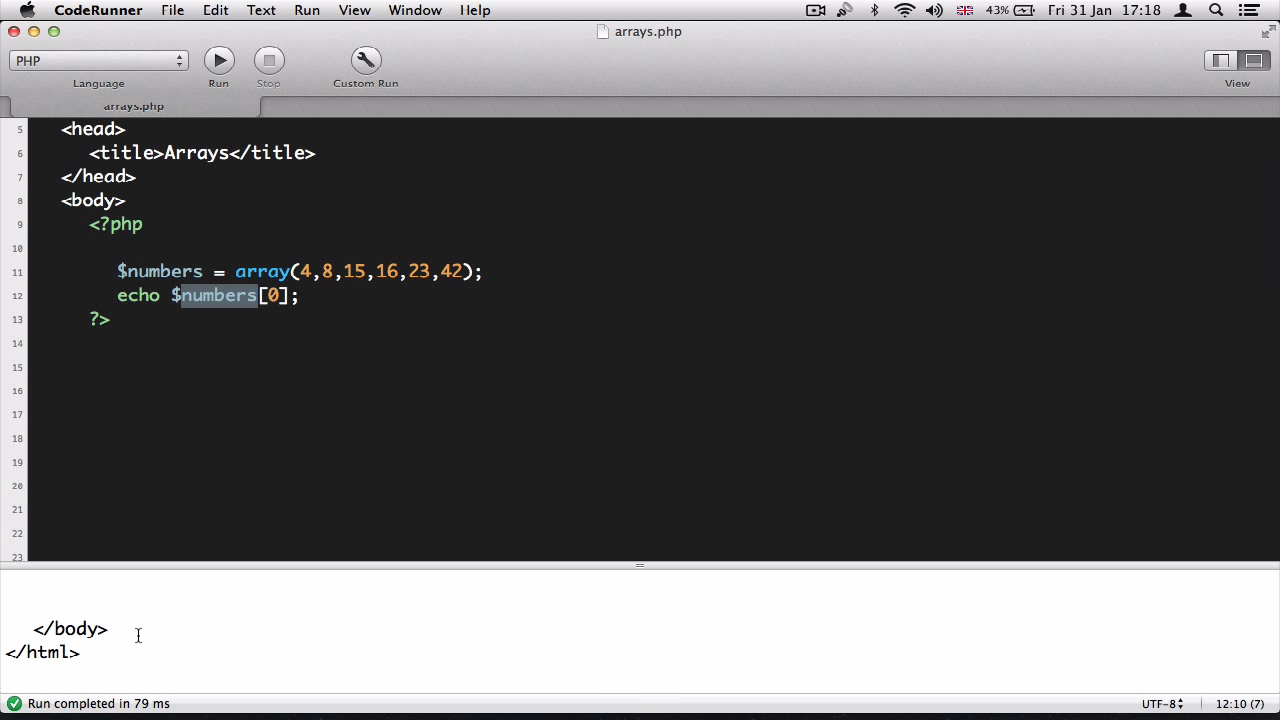 CodeRunner File Edit Text Run View Window Help 43% Fri 31 Jan 17:18
arrays.php
PHP
Language Run Stop Custom Run View
arrays.php
5 <head>
6 <title>Arrays</title>
7 </head>
8 <body>
9 <?php
10
11 $numbers = array(4,8,15,16,23,42);
12 echo $numbers[0];
13 ?>
14
15
16
17
18
19
20
21
22
23
</body>
</html>
Run completed in 79 ms UTF-8 12:10 (7)